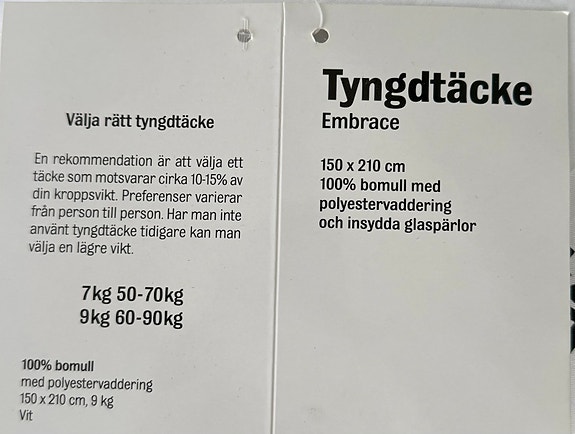 Välja rätt tyngdtäcke
En rekommendation är att välja ett
täcke som motsvarar cirka 10-15% av
din kroppsvikt. Preferenser varierar
från person till person. Har man inte
använt tyngdtäcke tidigare kan man
välja en lägre vikt.
7kg 50-70kg
9kg 60-90kg
100% bomull
med polyestervaddering
150 x 210 cm, 9 kg
Vit
Tyngdtäcke
Embrace
150 x 210 cm
100% bomull med
polyestervaddering
och insydda glaspärlor